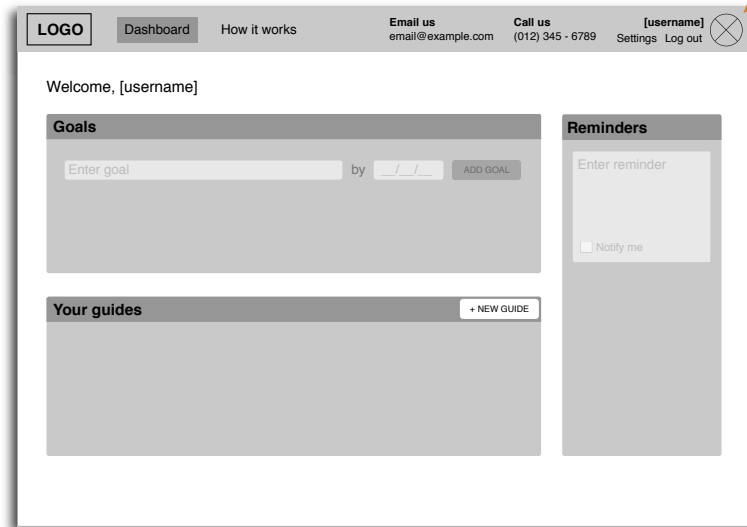 LOGO
Dashboard
How it works
Email us
email@example.com
Call us
(012) 345 - 6789
[username]
Settings Log out
Welcome, [username]
Goals
Enter goal
by
__/__/__
ADD GOAL
Reminders
Enter reminder
Notify me
Your guides
+ NEW GUIDE